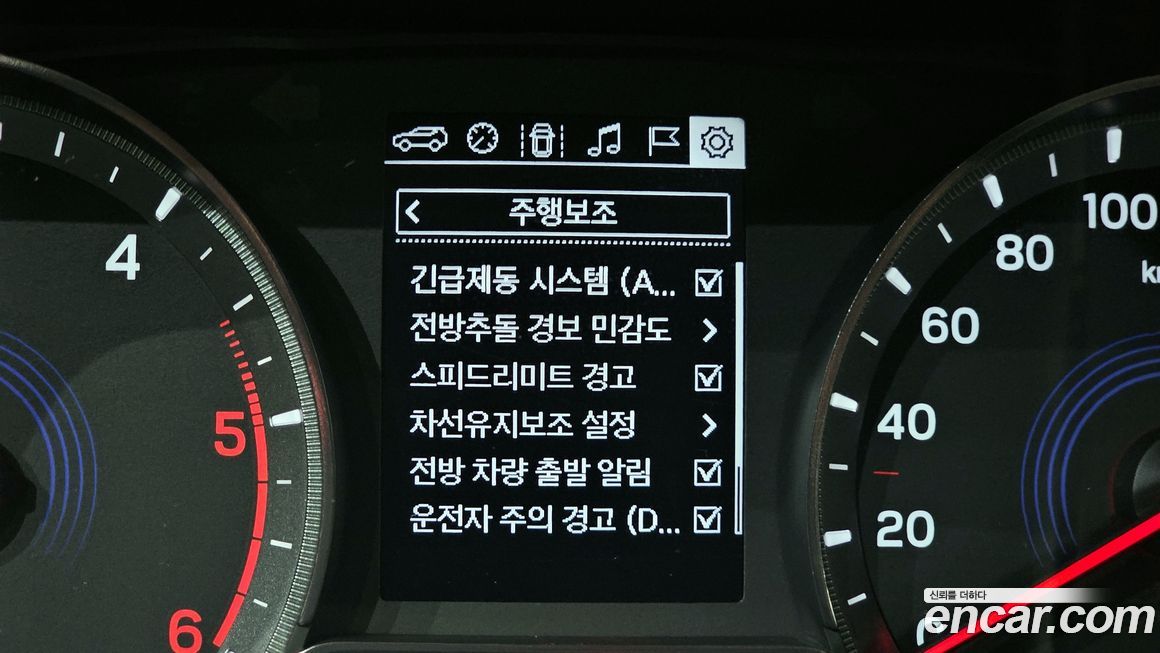 주행보조
긴급제동 시스템 (A...
전방추돌 경보 민감도
스피드리미트 경고
차선유지보조 설정
전방 차량 출발 알림
운전자 주의 경고 (D...
4
5
6
100
80
60
40
20
신뢰를 더하다
encar.com